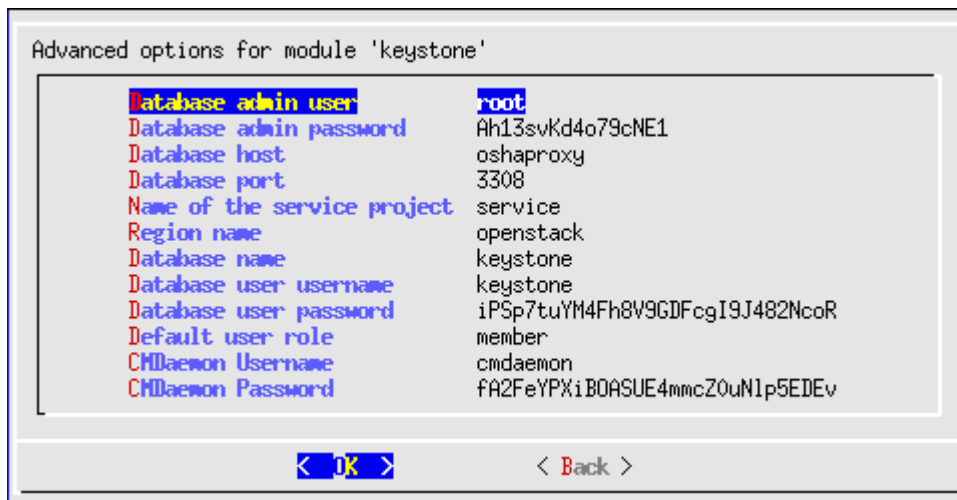 Advanced options for module 'keystone'
Database admin user root
Database admin password Ah13svKd4o79cNE1
Database host oshaproxy
Database port 3308
Name of the service project service
Region name openstack
Database name keystone
Database user username keystone
Database user password iPSp7tuYM4Fh8V9GDFcgI9J482NcoR
Default user role member
CMDaemon Username cmdaemon
CMDaemon Password fA2FeYPXiBOASUE4mmcZ0uNlp5EDEv
< OK > < Back >